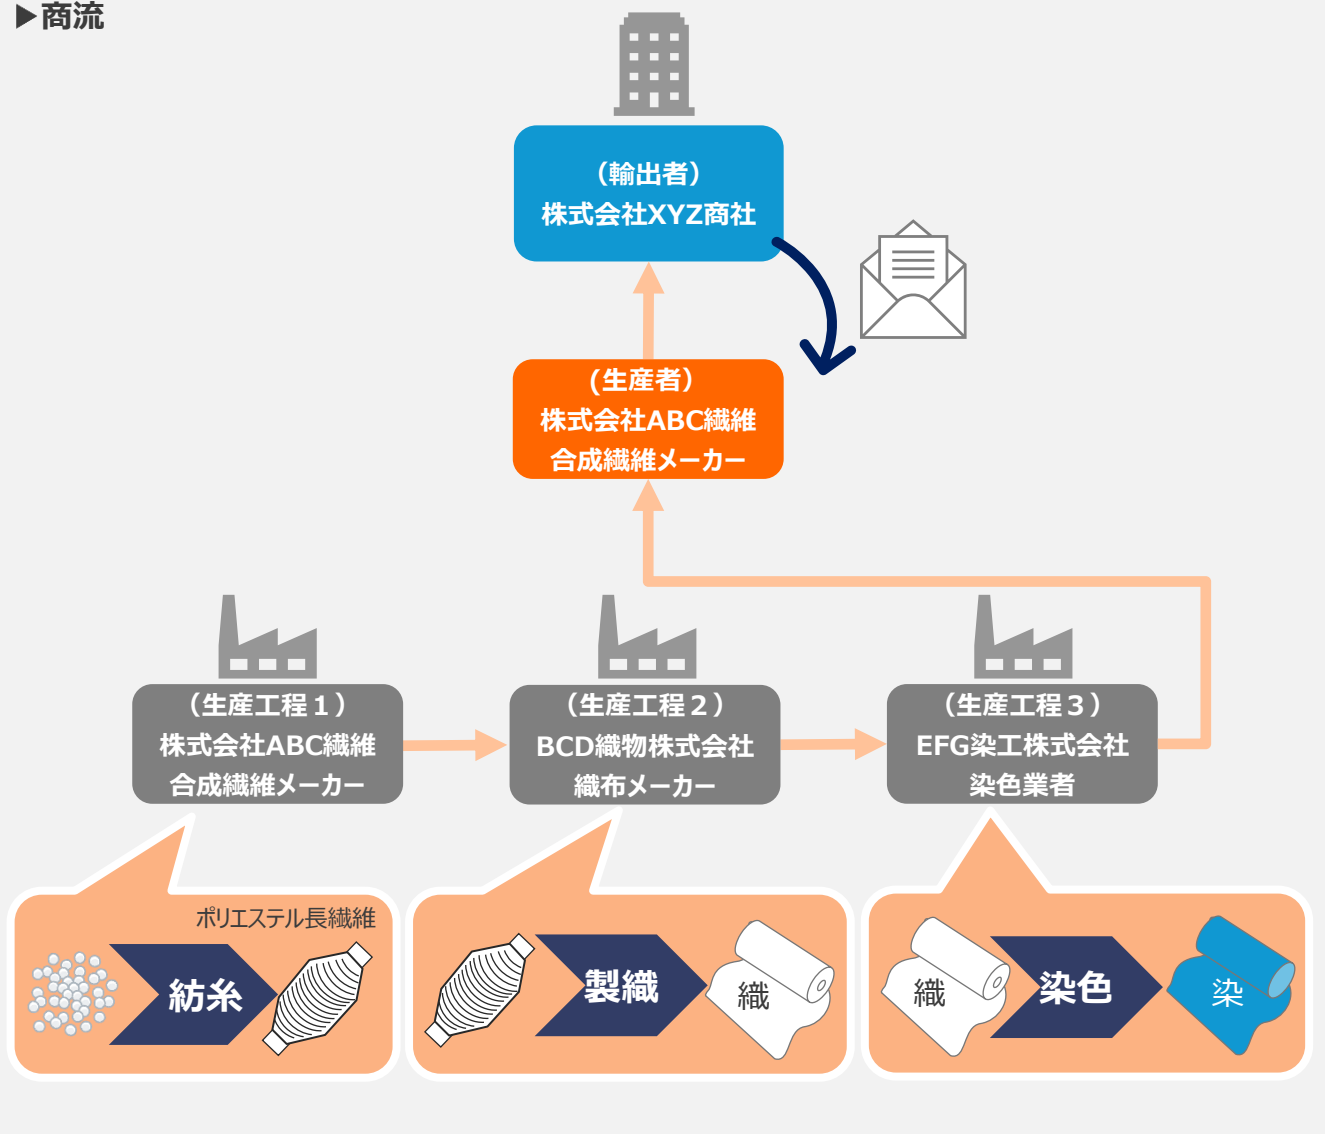 ▶商流
（輸出者）
株式会社XYZ商社
(生産者）
株式会社ABC繊維
合成繊維メーカー
（生産工程１）
株式会社ABC繊維
合成繊維メーカー
（生産工程２）
BCD織物株式会社
織布メーカー
（生産工程３）
EFG染工株式会社
染色業者
ポリエステル長繊維
紡糸
製織
織
織
染色
染